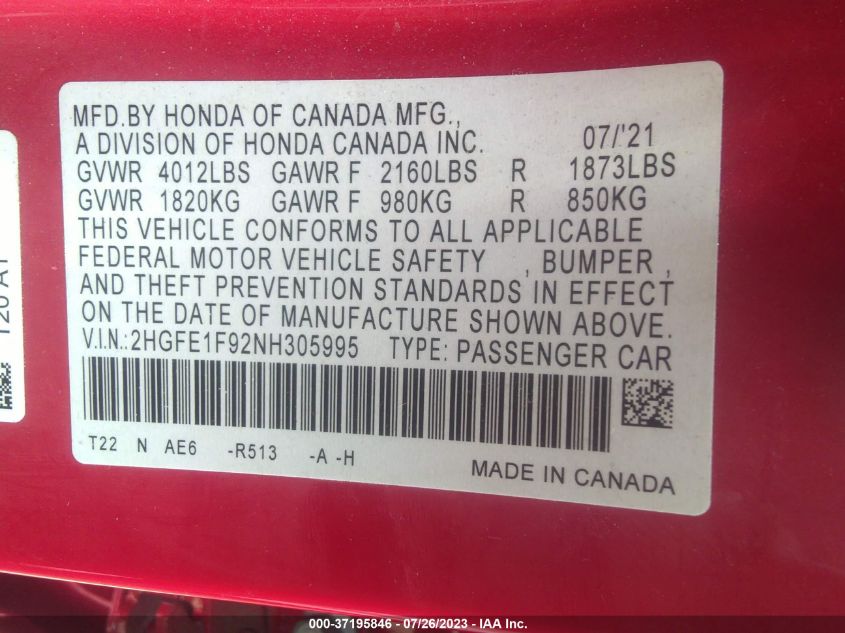 MFD.BY HONDA OF CANADA MFG.,
A DIVISION OF HONDA CANADA INC. 07/'21
GVWR 4012LBS GAWR F 2160LBS R 1873LBS
GVWR 1820KG GAWR F 980KG R 850KG
THIS VEHICLE CONFORMS TO ALL APPLICABLE
FEDERAL MOTOR VEHICLE SAFETY , BUMPER ,
AND THEFT PREVENTION STANDARDS IN EFFECT
ON THE DATE OF MANUFACTURE SHOWN ABOVE.
V.I.N.:2HGFE1F92NH305995 TYPE: PASSENGER CAR
T22 N AE6 -R513 -A -H
MADE IN CANADA
000-37195846 - 07/26/2023 - IAA Inc.